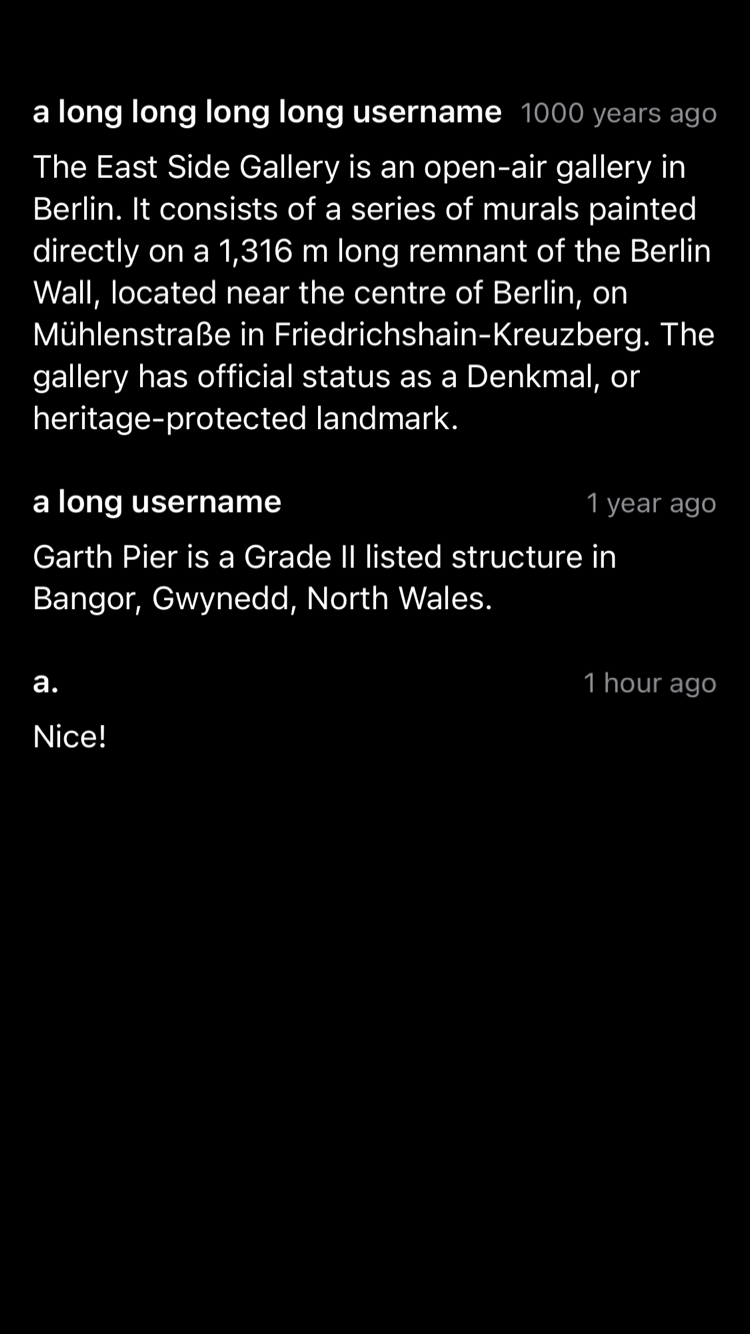 a long long long long username 1000 years ago
The East Side Gallery is an open-air gallery in
Berlin. It consists of a series of murals painted
directly on a 1,316 m long remnant of the Berlin
Wall, located near the centre of Berlin, on
Mühlenstraße in Friedrichshain-Kreuzberg. The
gallery has official status as a Denkmal, or
heritage-protected landmark.
a long username 1 year ago
Garth Pier is a Grade II listed structure in
Bangor, Gwynedd, North Wales.
a. 1 hour ago
Nice!